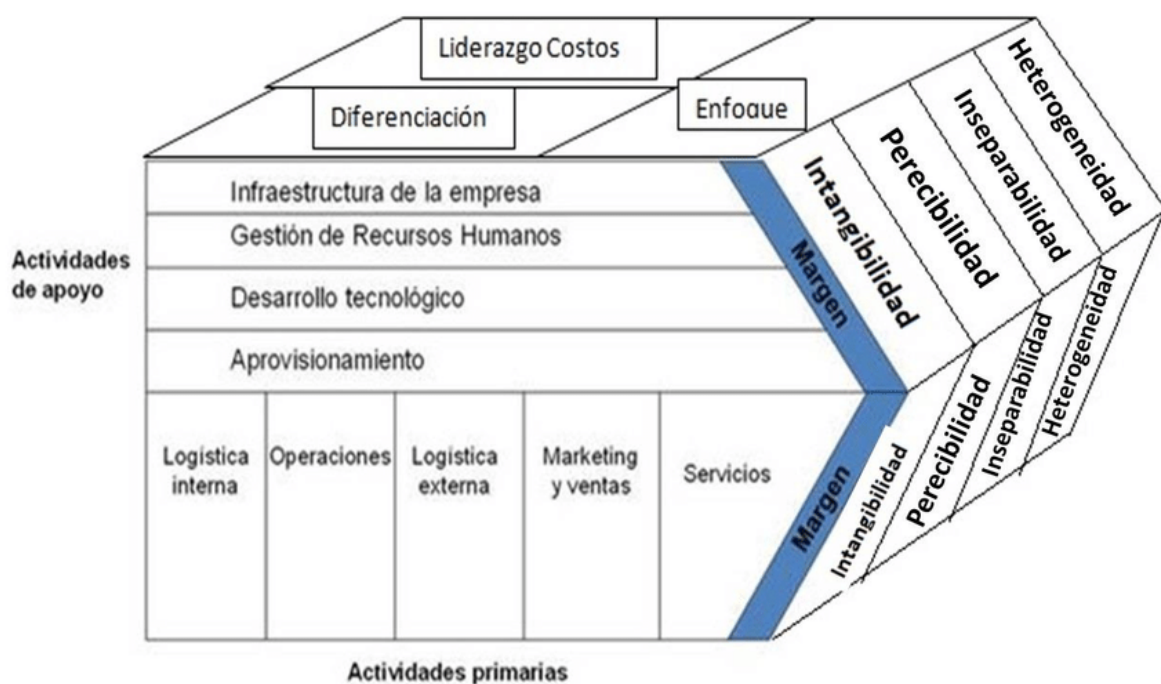 Liderazgo Costos
Diferenciación
Enfoque
Heterogeneidad
Inseparabilidad
Perecibilidad
Intangibilidad
Infraestructura de la empresa
Gestión de Recursos Humanos
Desarrollo tecnológico
Aprovisionamiento
Margen
Actividades
de apoyo
Logística
interna
Operaciones
Logística
externa
Marketing
y ventas
Servicios
Margen
Intangibilidad
Perecibilidad
Inseparabilidad
Heterogeneidad
Actividades primarias